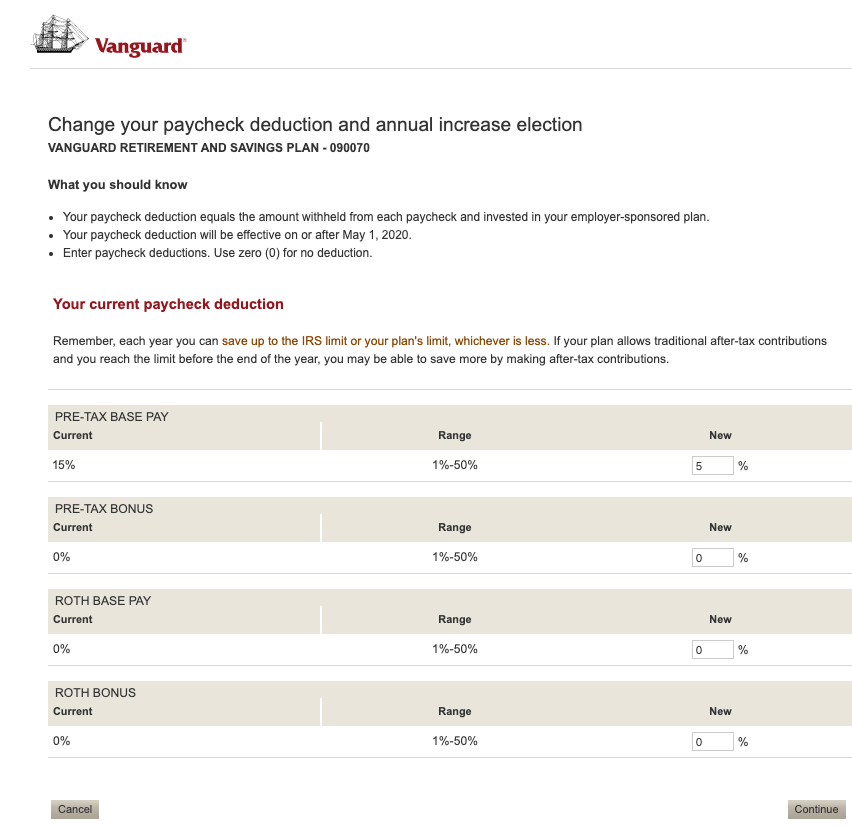 Vanguard®
Change your paycheck deduction and annual increase election
VANGUARD RETIREMENT AND SAVINGS PLAN - 090070
What you should know
• Your paycheck deduction equals the amount withheld from each paycheck and invested in your employer-sponsored plan.
• Your paycheck deduction will be effective on or after May 1, 2020.
• Enter paycheck deductions. Use zero (0) for no deduction.
Your current paycheck deduction
Remember, each year you can save up to the IRS limit or your plan's limit, whichever is less. If your plan allows traditional after-tax contributions
and you reach the limit before the end of the year, you may be able to save more by making after-tax contributions.
PRE-TAX BASE PAY
Current Range New
15% 1%-50% 5 %
PRE-TAX BONUS
Current Range New
0% 1%-50% 0 %
ROTH BASE PAY
Current Range New
0% 1%-50% 0 %
ROTH BONUS
Current Range New
0% 1%-50% 0 %
Cancel Continue